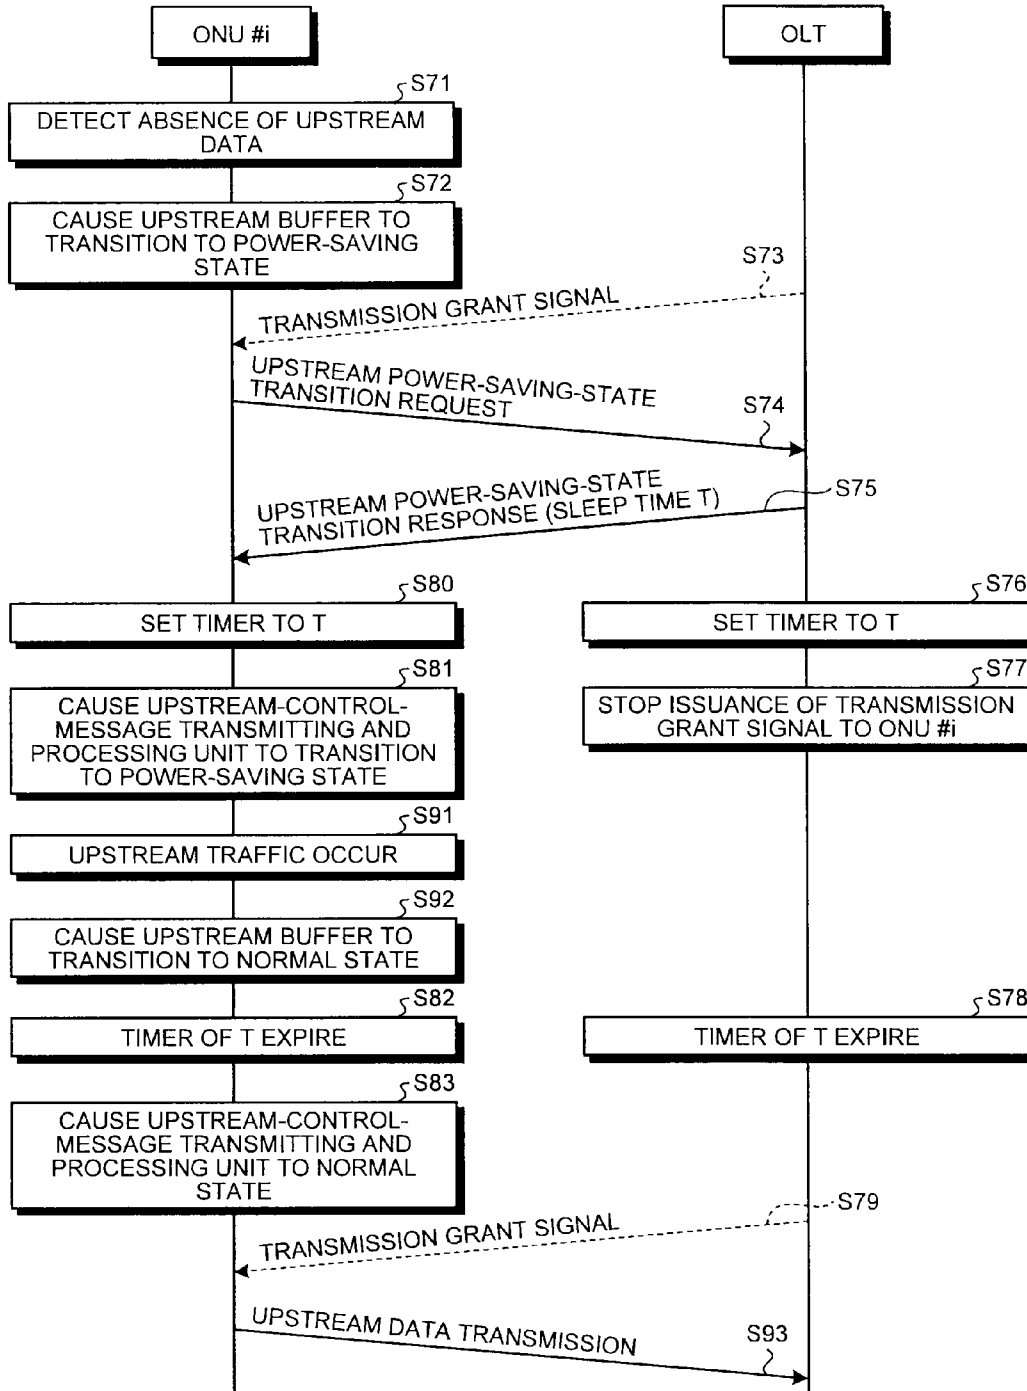 ONU #i
OLT
S71
DETECT ABSENCE OF UPSTREAM
DATA
S72
CAUSE UPSTREAM BUFFER TO
TRANSITION TO POWER-SAVING
STATE
S73
TRANSMISSION GRANT SIGNAL
UPSTREAM POWER-SAVING-STATE
TRANSITION REQUEST
S74
UPSTREAM POWER-SAVING-STATE
TRANSITION RESPONSE (SLEEP TIME T)
S75
S80
SET TIMER TO T
S76
SET TIMER TO T
S81
CAUSE UPSTREAM-CONTROL-
MESSAGE TRANSMITTING AND
PROCESSING UNIT TO TRANSITION
TO POWER-SAVING STATE
S77
STOP ISSUANCE OF TRANSMISSION
GRANT SIGNAL TO ONU #i
S91
UPSTREAM TRAFFIC OCCUR
S92
CAUSE UPSTREAM BUFFER TO
TRANSITION TO NORMAL STATE
S82
TIMER OF T EXPIRE
S78
TIMER OF T EXPIRE
S83
CAUSE UPSTREAM-CONTROL-
MESSAGE TRANSMITTING AND
PROCESSING UNIT TO NORMAL
STATE
S79
TRANSMISSION GRANT SIGNAL
UPSTREAM DATA TRANSMISSION
S93